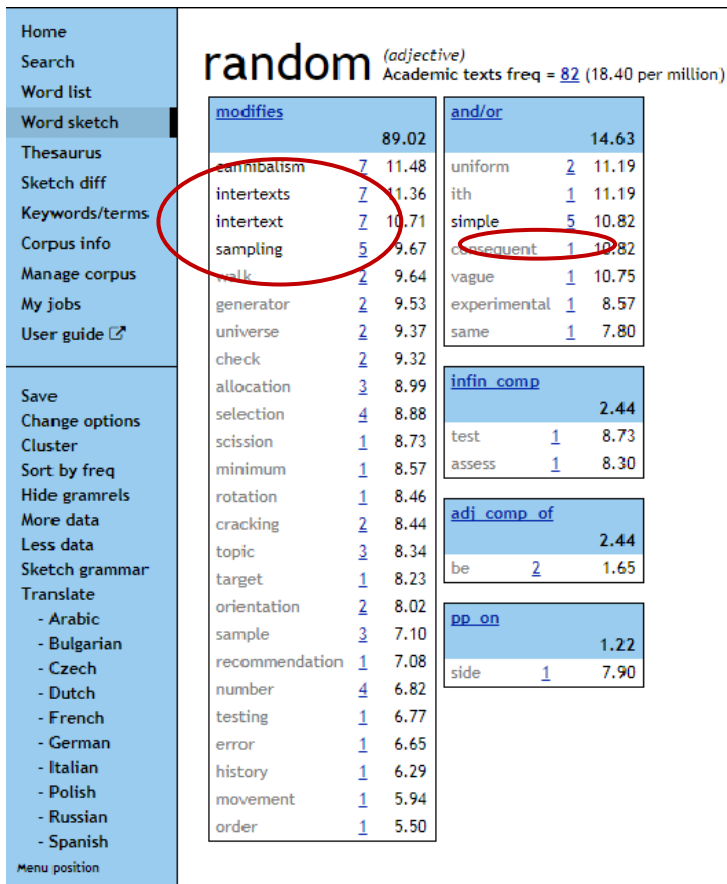 Home
Search
Word list
Word sketch
Thesaurus
Sketch diff
Keywords/terms
Corpus info
Manage corpus
My jobs
User guide
Save
Change options
Cluster
Sort by freq
Hide gramrels
More data
Less data
Sketch grammar
Translate
- Arabic
- Bulgarian
- Czech
- Dutch
- French
- German
- Italian
- Polish
- Russian
- Spanish
Menu position
random (adjective)
Academic texts freq = 82 (18.40 per million)
modifies
89.02
cannibalism 7 11.48
intertexts 7 11.36
intertext 7 10.71
sampling 5 9.67
walk 2 9.64
generator 2 9.53
universe 2 9.37
check 2 9.32
allocation 3 8.99
selection 4 8.88
scission 1 8.73
minimum 1 8.57
rotation 1 8.46
cracking 2 8.44
topic 3 8.34
target 1 8.23
orientation 2 8.02
sample 3 7.10
recommendation 1 7.08
number 4 6.82
testing 1 6.77
error 1 6.65
history 1 6.29
movement 1 5.94
order 1 5.50
and/or
14.63
uniform 2 11.19
ith 1 11.19
simple 5 10.82
consequent 1 10.82
vague 1 10.75
experimental 1 8.57
same 1 7.80
infin_comp
2.44
test 1 8.73
assess 1 8.30
adj_comp_of
2.44
be 2 1.65
pp_on
1.22
side 1 7.90